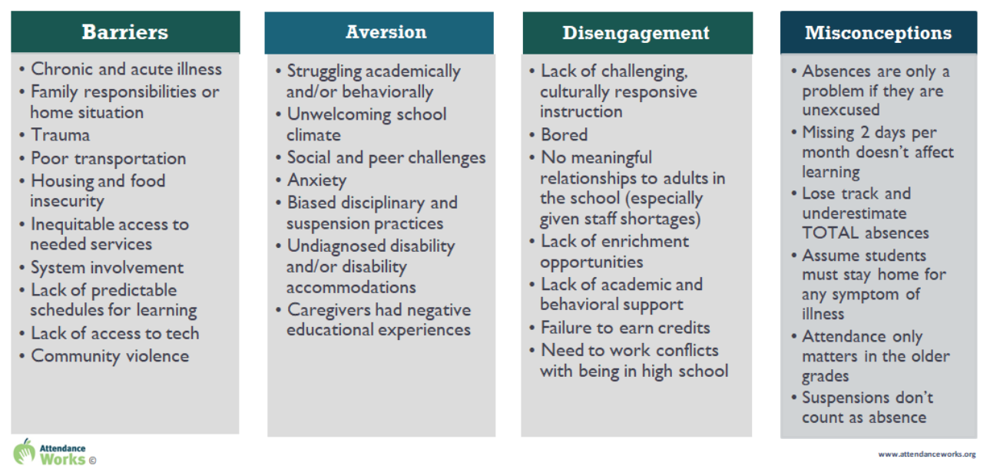 Barriers
• Chronic and acute illness
• Family responsibilities or
home situation
• Trauma
• Poor transportation
• Housing and food
insecurity
• Inequitable access to
needed services
• System involvement
• Lack of predictable
schedules for learning
• Lack of access to tech
• Community violence
Aversion
• Struggling academically
and/or behaviorally
• Unwelcoming school
climate
• Social and peer challenges
• Anxiety
• Biased disciplinary and
suspension practices
• Undiagnosed disability
and/or disability
accommodations
• Caregivers had negative
educational experiences
Disengagement
• Lack of challenging,
culturally responsive
instruction
• Bored
• No meaningful
relationships to adults in
the school (especially
given staff shortages)
• Lack of enrichment
opportunities
• Lack of academic and
behavioral support
• Failure to earn credits
• Need to work conflicts
with being in high school
Misconceptions
• Absences are only a
problem if they are
unexcused
• Missing 2 days per
month doesn't affect
learning
• Lose track and
underestimate
TOTAL absences
• Assume students
must stay home for
any symptom of
illness
• Attendance only
matters in the older
grades
• Suspensions don't
count as absence
Attendance
Works ©
www.attendanceworks.org